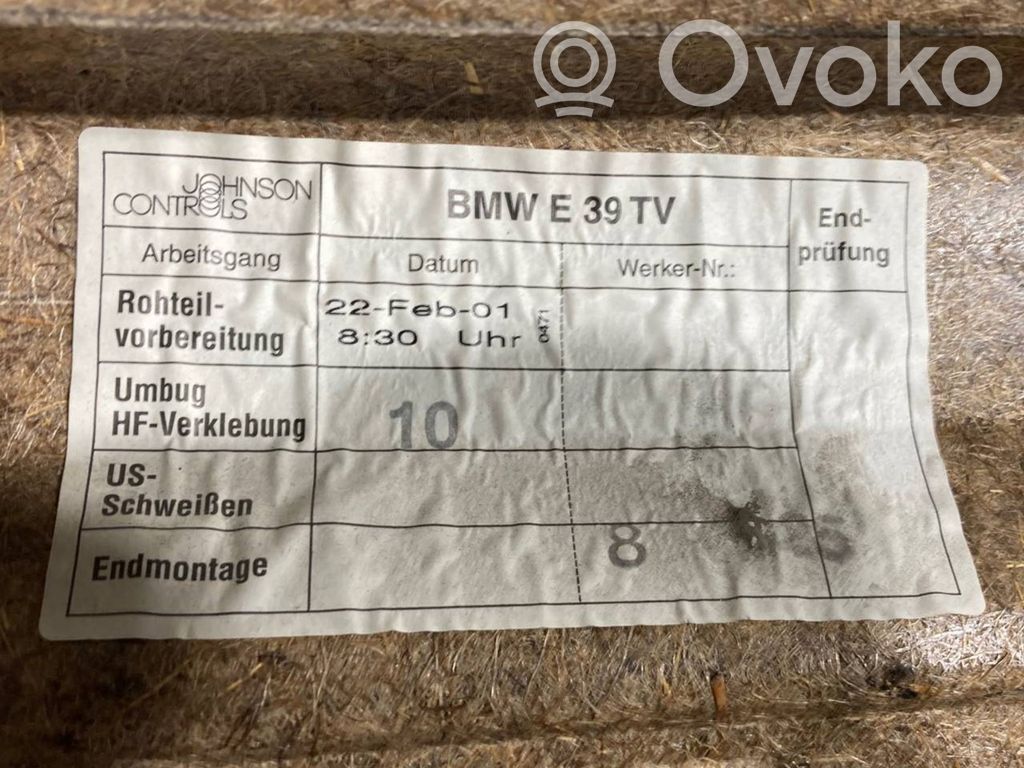 Ovoko
JOHNSON
CONTROLS
BMW E 39 TV
End-
prüfung
Arbeitsgang
Datum
Werker-Nr.:
Rohteil-
vorbereitung
22-Feb-01
8:30 Uhr
0471
Umbug
HF-Verklebung
10
US-
Schweißen
Endmontage
8